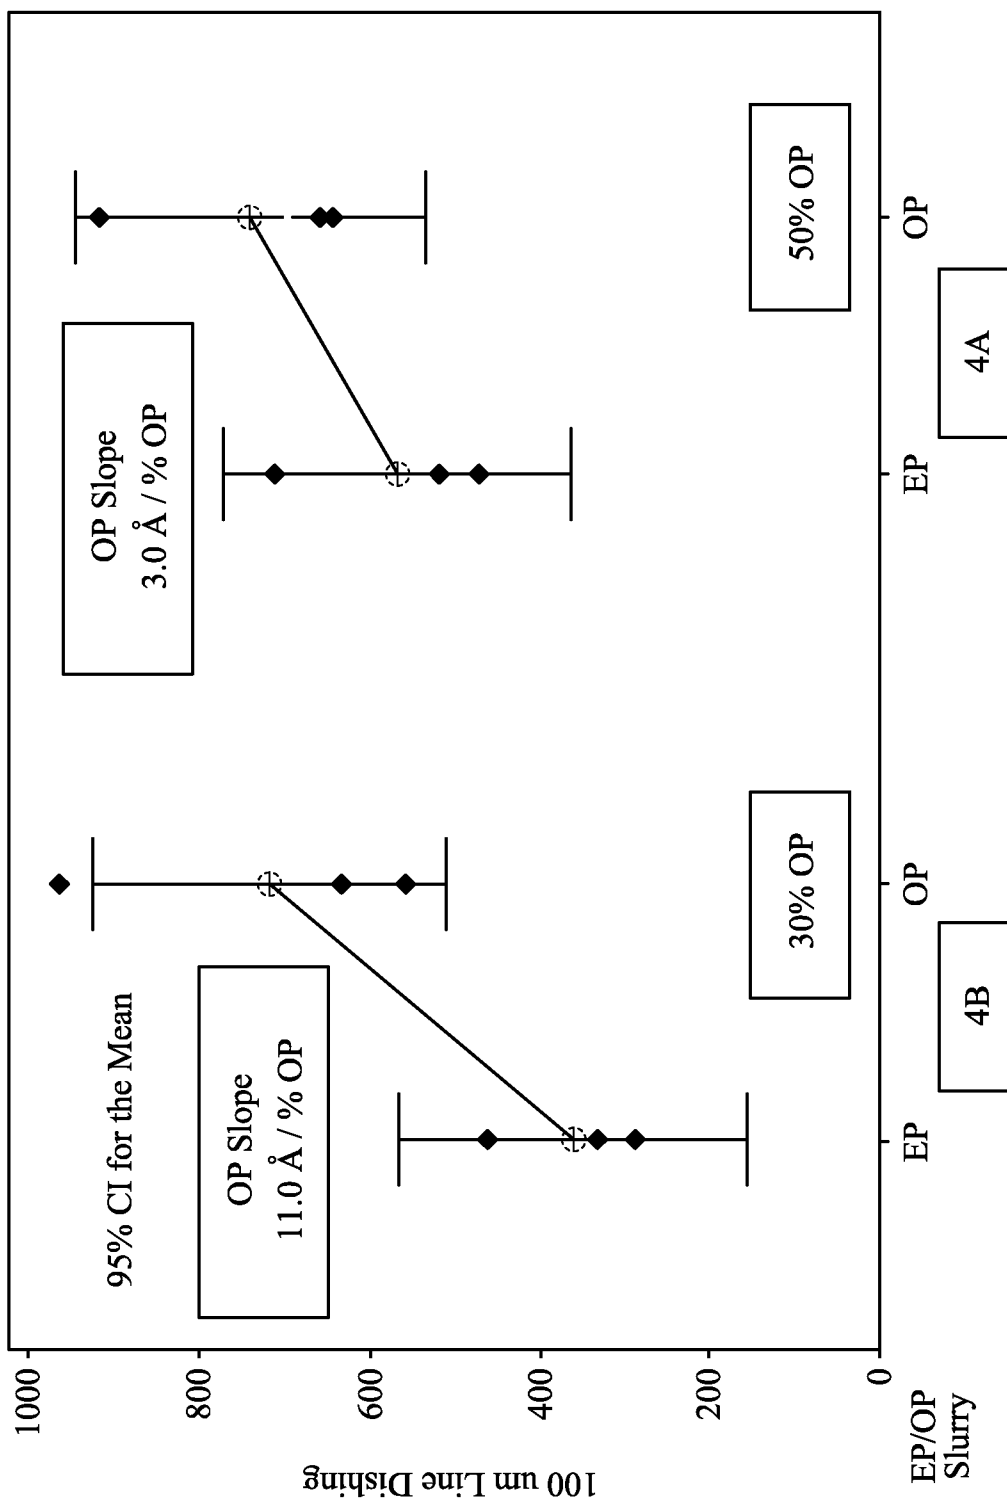 100 um Line Dishing
1000
800
600
400
200
0
95% CI for the Mean
OP Slope
11.0 Å / % OP
OP Slope
3.0 Å / % OP
30% OP
50% OP
EP/OP
EP
OP
EP
OP
Slurry
4B
4A